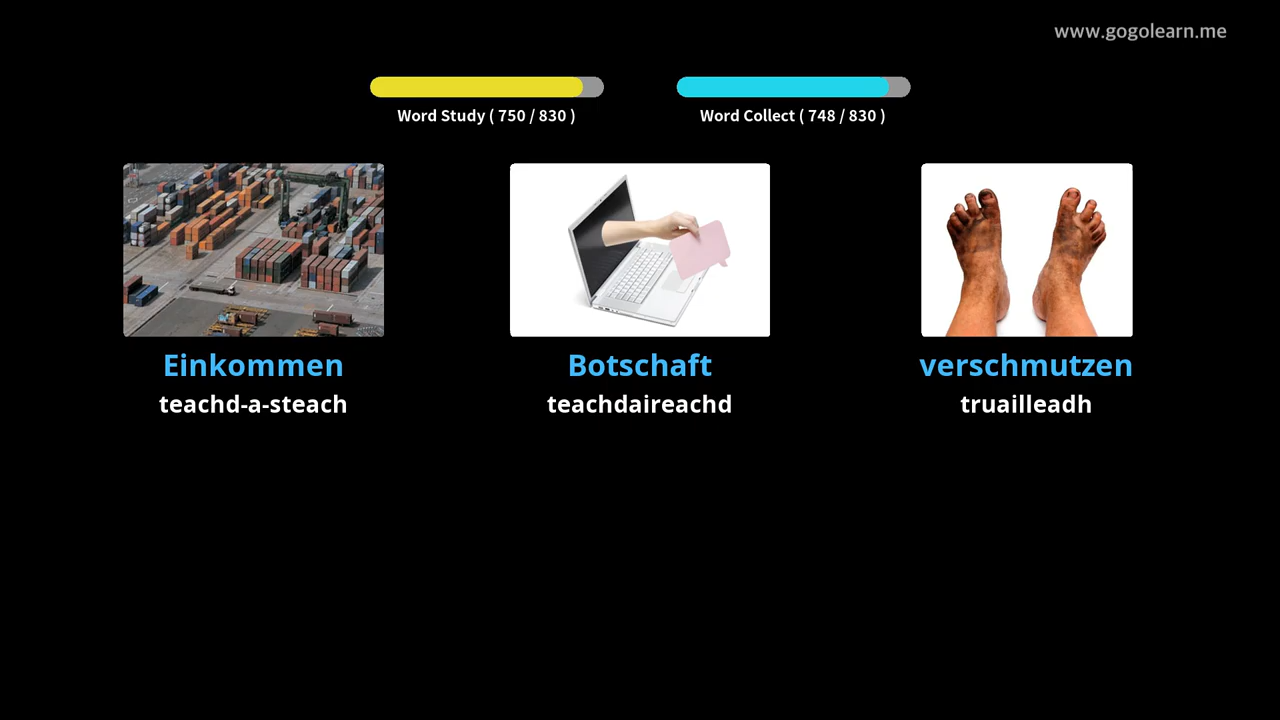 www.gogolearn.me
Word Study ( 750 / 830 )
Word Collect ( 748 / 830 )
Einkommen
teachd-a-steach
Botschaft
teachdaireachd
verschmutzen
truailleadh